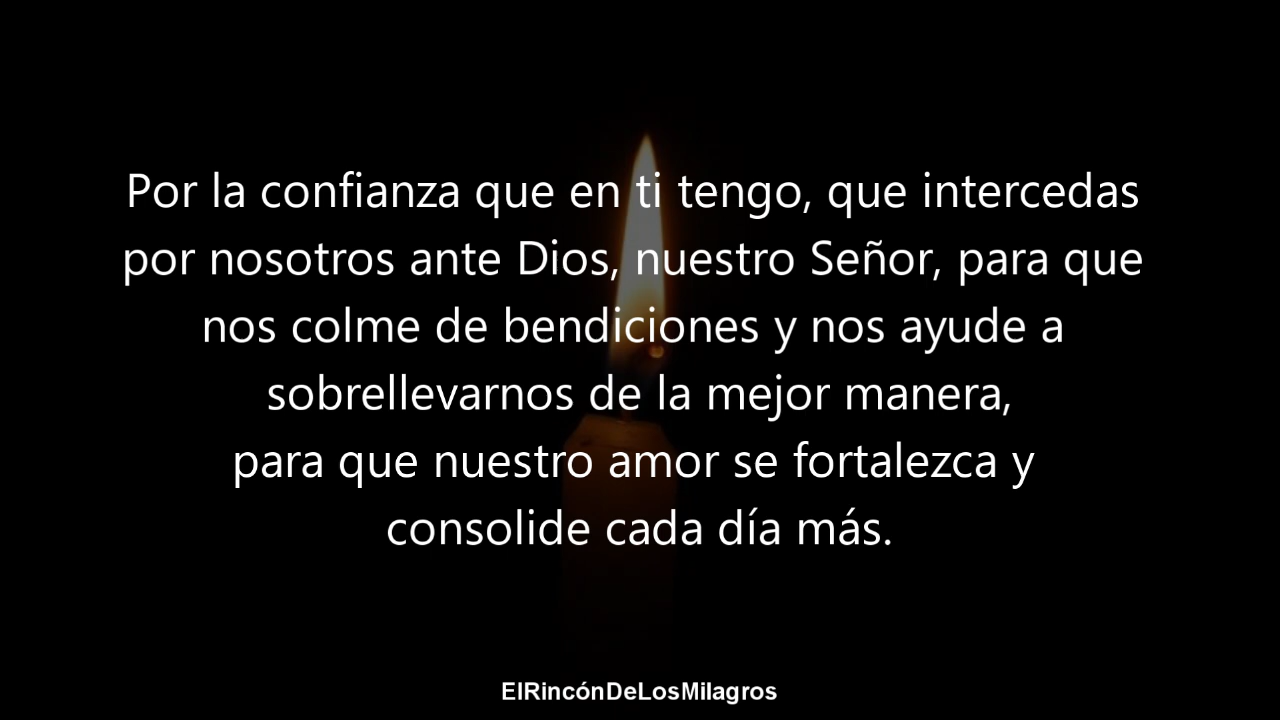 Por la confianza que en ti tengo, que intercedas
por nosotros ante Dios, nuestro Señor, para que
nos colme de bendiciones y nos ayude a
sobrellevarnos de la mejor manera,
para que nuestro amor se fortalezca y
consolide cada día más.
ElRincónDeLosMilagros